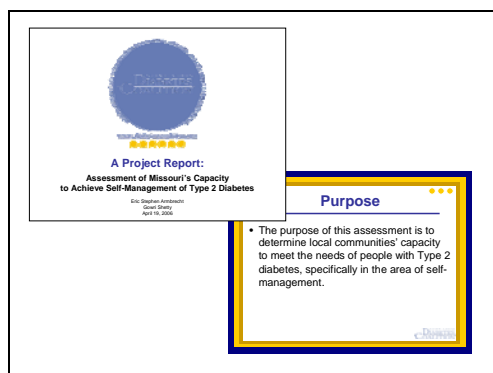 A Project Report:
Assessment of Missouri's Capacity
to Achieve Self-Management of Type 2 Diabetes
Eric Stephen Armbrecht
Gowri Shetty
April 19, 2006
Purpose
• The purpose of this assessment is to
determine local communities' capacity
to meet the needs of people with Type 2
diabetes, specifically in the area of self-
management.